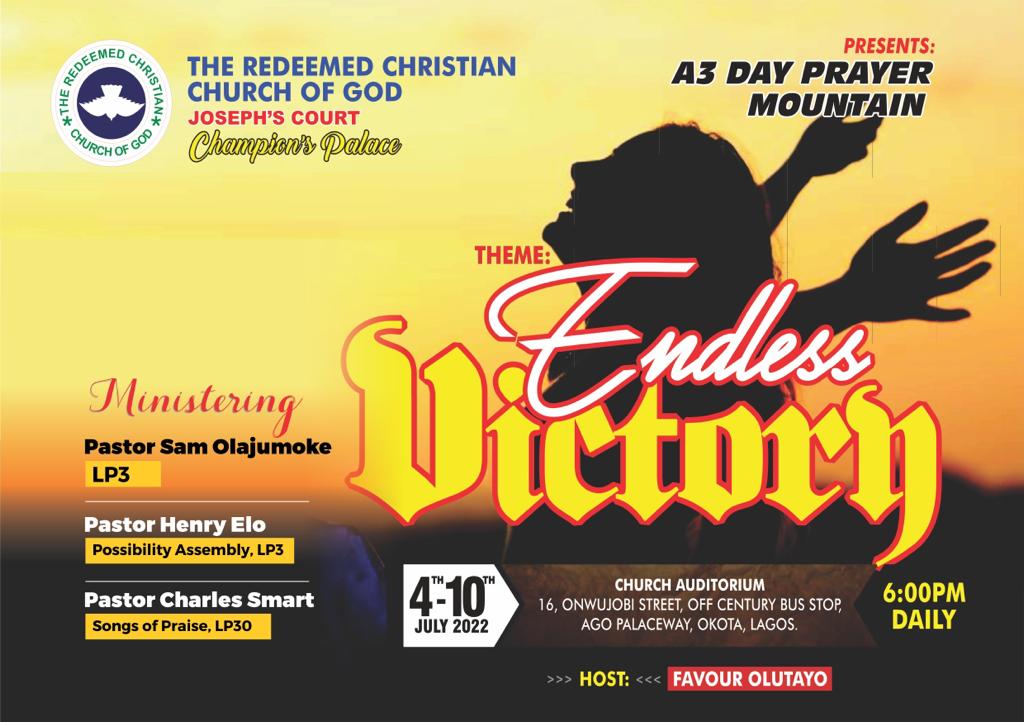 THE REDEEMED CHRISTIAN
CHURCH OF GOD
THE REDEEMED CHRISTIAN
CHURCH OF GOD
JOSEPH'S COURT
Champion's Palace
PRESENTS:
A3 DAY PRAYER
MOUNTAIN
THEME:
Endless
Victory
Ministering
Pastor Sam Olajumoke
LP3
Pastor Henry Elo
Possibility Assembly, LP3
Pastor Charles Smart
Songs of Praise, LP30
4TH-10TH
JULY 2022
CHURCH AUDITORIUM
16, ONWUJOBI STREET, OFF CENTURY BUS STOP,
AGO PALACEWAY, OKOTA, LAGOS.
6:00PM
DAILY
>>> HOST: <<< FAVOUR OLUTAYO